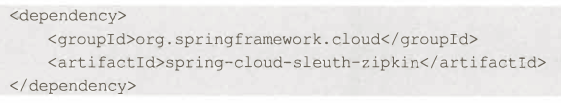 <dependency>
    <groupId>org.springframework.cloud</groupId>
    <artifactId>spring-cloud-sleuth-zipkin</artifactId>
</dependency>